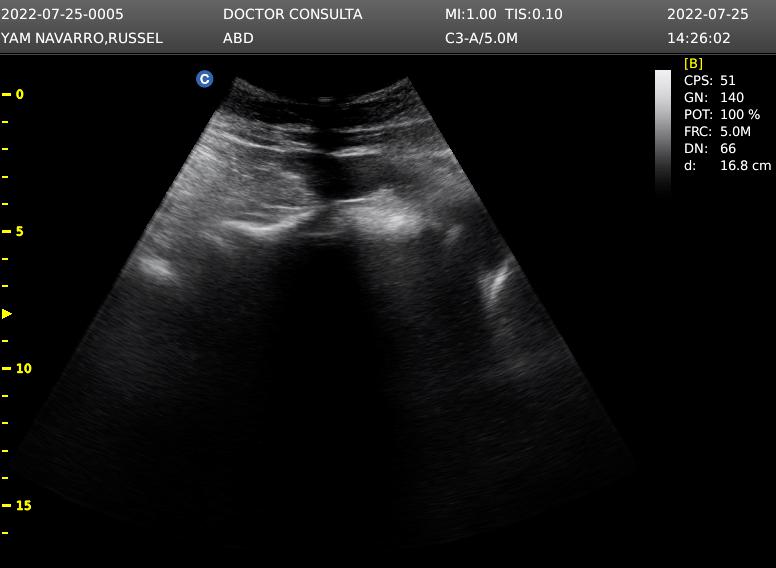 2022-07-25-0005 DOCTOR CONSULTA MI:1.00 TIS:0.10 2022-07-25
YAM NAVARRO,RUSSEL ABD C3-A/5.0M 14:26:02
C
[B]
CPS: 51
GN: 140
POT: 100 %
FRC: 5.0M
DN: 66
d: 16.8 cm
0
5
10
15